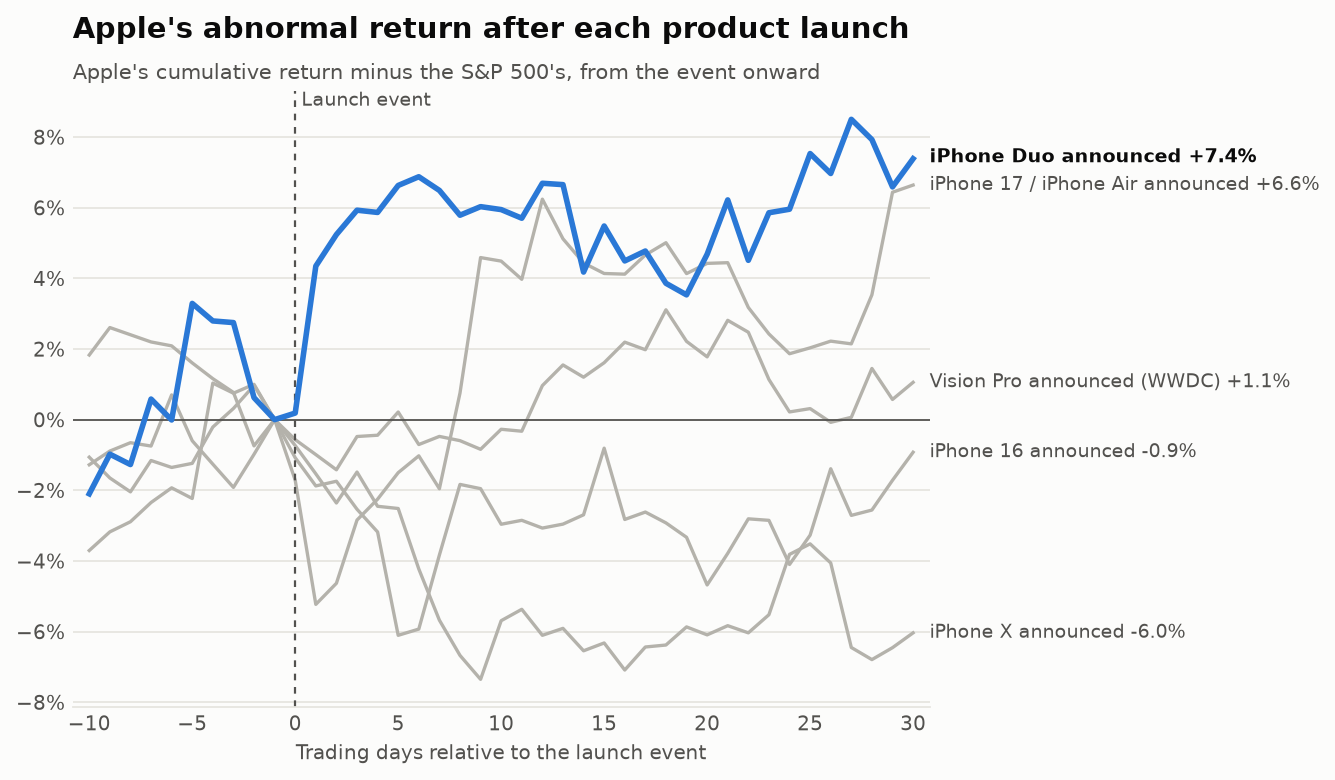 Apple's abnormal return after each product launch
Apple's cumulative return minus the S&P 500's, from the event onward
Launch event
8%
6%
4%
2%
0%
−2%
−4%
−6%
−8%
iPhone Duo announced +7.4%
iPhone 17 / iPhone Air announced +6.6%
Vision Pro announced (WWDC) +1.1%
iPhone 16 announced -0.9%
iPhone X announced -6.0%
−10 −5 0 5 10 15 20 25 30
Trading days relative to the launch event